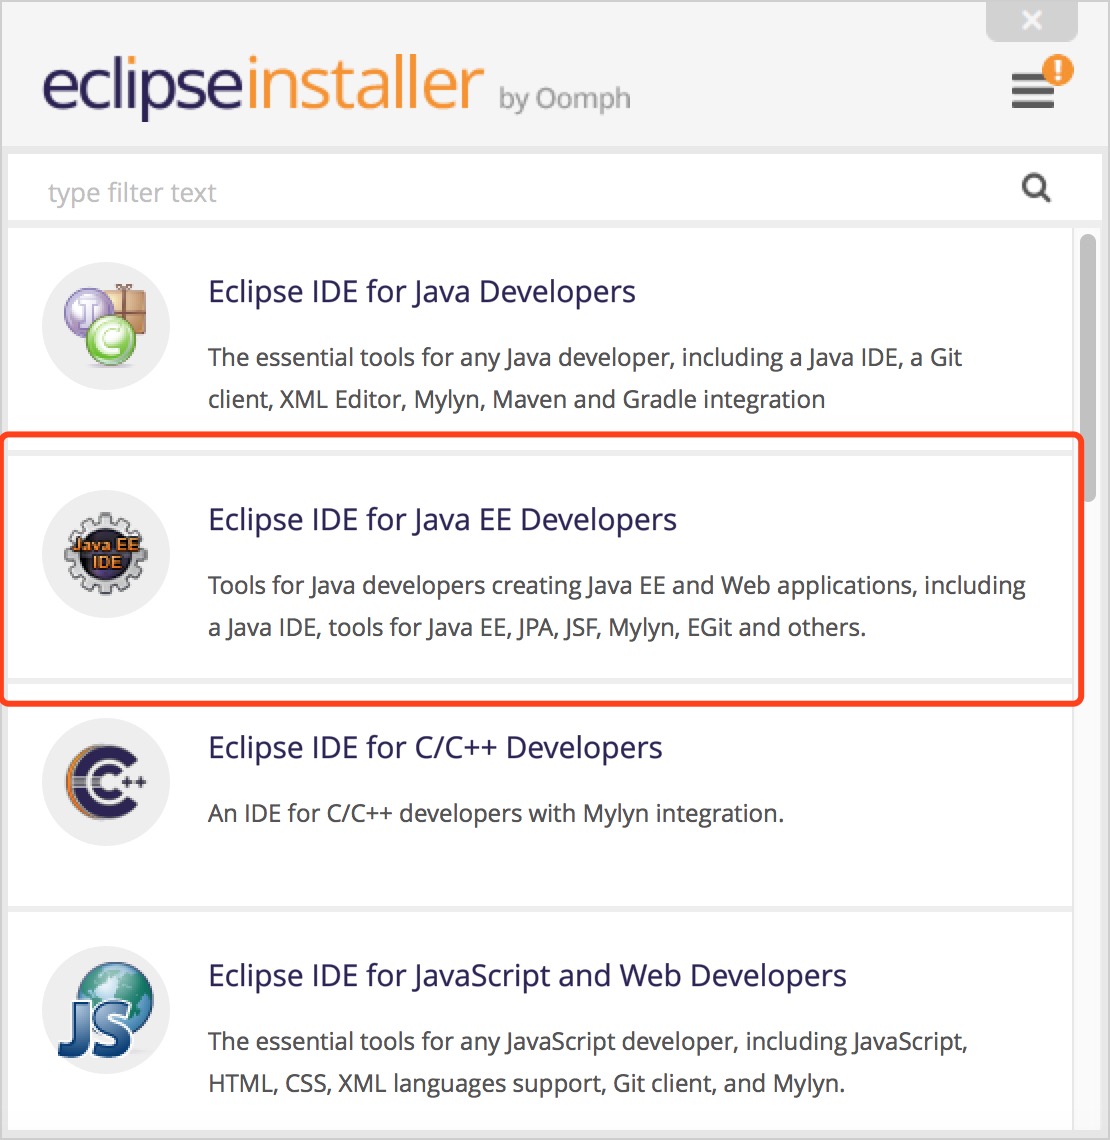 eclipseinstaller by Oomph
type filter text
Eclipse IDE for Java Developers
The essential tools for any Java developer, including a Java IDE, a Git
client, XML Editor, Mylyn, Maven and Gradle integration
Java EE
IDE
Eclipse IDE for Java EE Developers
Tools for Java developers creating Java EE and Web applications, including
a Java IDE, tools for Java EE, JPA, JSF, Mylyn, EGit and others.
C++
Eclipse IDE for C/C++ Developers
An IDE for C/C++ developers with Mylyn integration.
JS
Eclipse IDE for JavaScript and Web Developers
The essential tools for any JavaScript developer, including JavaScript,
HTML, CSS, XML languages support, Git client, and Mylyn.